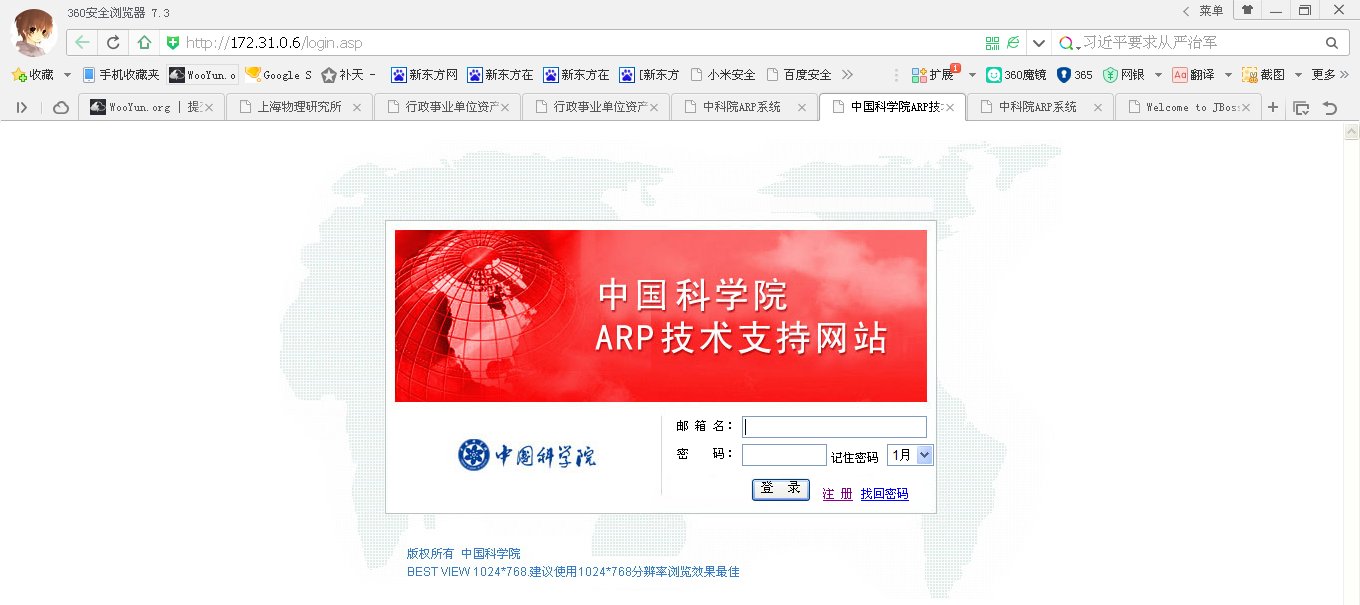 360安全浏览器 7.3
菜单
http://172.31.0.6/login.asp
习近平要求从严治军
收藏 手机收藏夹 WooYun.o Google S 补天 - 新东方网 新东方在 新东方在 [新东方 小米安全 百度安全 扩展 1 360魔镜 365 网银 Aa 翻译 截图 更多
WooYun.org | 提 上海物理研究所 行政事业单位资产 行政事业单位资产 中科院ARP系统 中国科学院ARP技 中科院ARP系统 Welcome to JBos
中国科学院
ARP技术支持网站
中国科学院
邮 箱 名:
密 码: 记住密码 1月
登 录 注 册 找回密码
版权所有 中国科学院
BEST VIEW 1024*768.建议使用1024*768分辨率浏览效果最佳